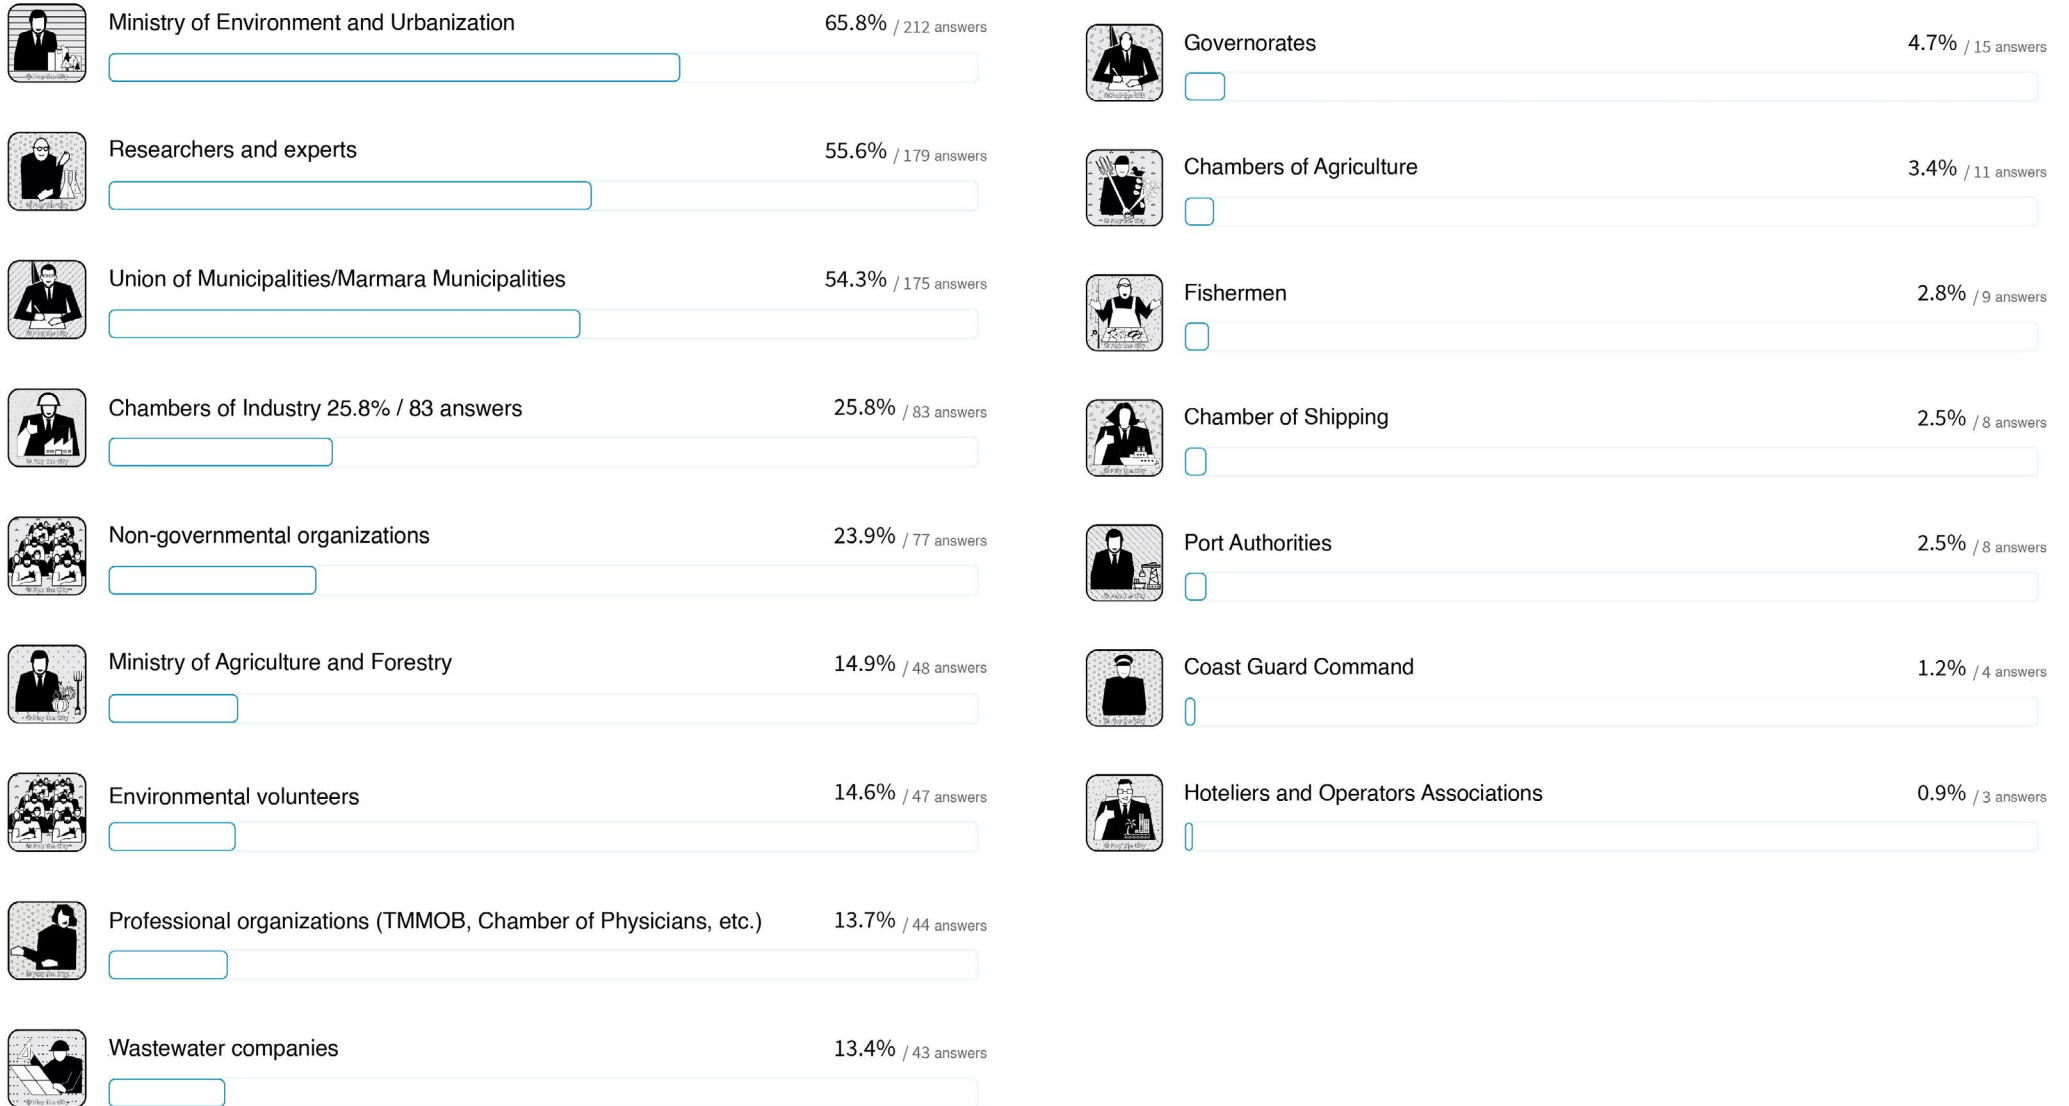 Ministry of Environment and Urbanization 65.8% / 212 answers
Researchers and experts 55.6% / 179 answers
Union of Municipalities/Marmara Municipalities 54.3% / 175 answers
Chambers of Industry 25.8% / 83 answers 25.8% / 83 answers
Non-governmental organizations 23.9% / 77 answers
Ministry of Agriculture and Forestry 14.9% / 48 answers
Environmental volunteers 14.6% / 47 answers
Professional organizations (TMMOB, Chamber of Physicians, etc.) 13.7% / 44 answers
Wastewater companies 13.4% / 43 answers
Governorates 4.7% / 15 answers
Chambers of Agriculture 3.4% / 11 answers
Fishermen 2.8% / 9 answers
Chamber of Shipping 2.5% / 8 answers
Port Authorities 2.5% / 8 answers
Coast Guard Command 1.2% / 4 answers
Hoteliers and Operators Associations 0.9% / 3 answers